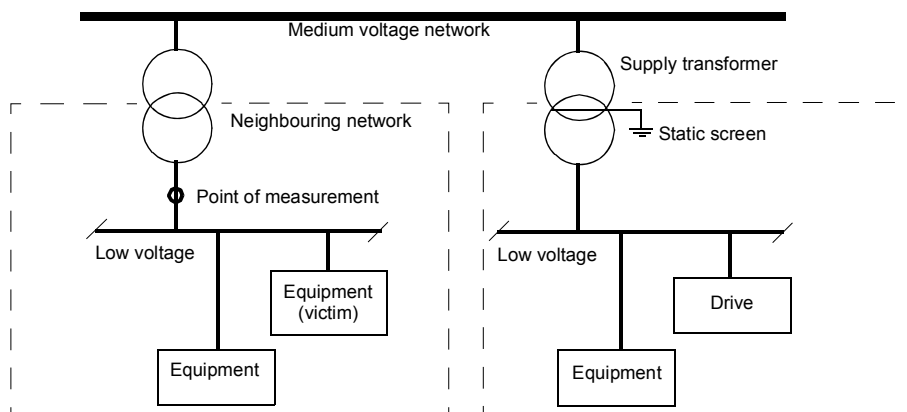 Medium voltage network
Supply transformer
Neighbouring network
Static screen
Point of measurement
Low voltage
Low voltage
Equipment
(victim)
Drive
Equipment
Equipment